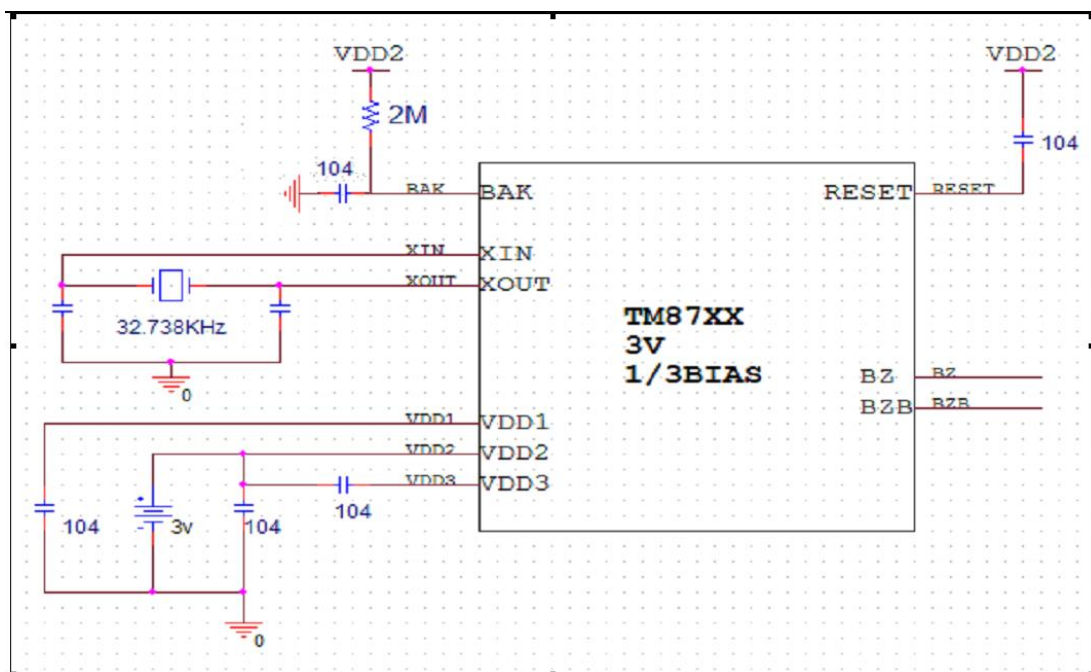 VDD2
VDD2
2M
104
104
BAK
BAK
RESET
RESET
XIN
XIN
XOUT
XOUT
32.738KHz
0
TM87XX
3V
1/3BIAS
BZ
BZ
BZB
BZB
VDD1
VDD1
VDD2
VDD2
VDD3
VDD3
104
3v
104
104
0